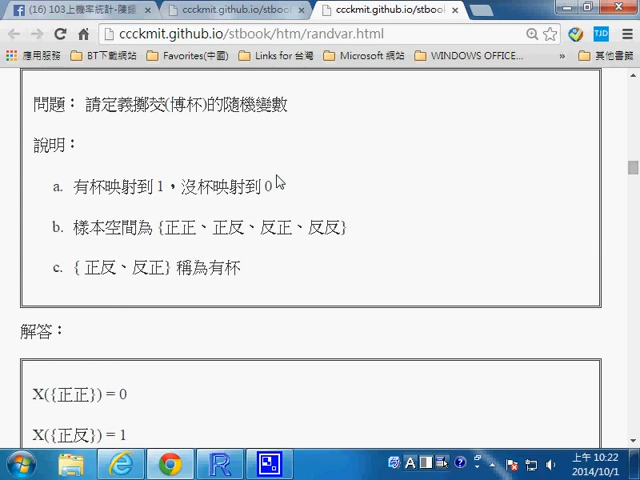 (16) 103上機率統計-陳鍾
ccckmit.github.io/stbook
ccckmit.github.io/stbook
ccckmit.github.io/stbook/htm/randvar.html
應用服務 BT下載網站 Favorites(中國) Links for 台灣 Microsoft 網站 WINDOWS OFFICE... » 其他書籤
問題： 請定義擲筊(博杯)的隨機變數
說明：
a. 有杯映射到 1，沒杯映射到 0
b. 樣本空間為 {正正、正反、反正、反反}
c. { 正反、反正} 稱為有杯
解答：
X({正正}) = 0
X({正反}) = 1
上午 10:22
2014/10/1